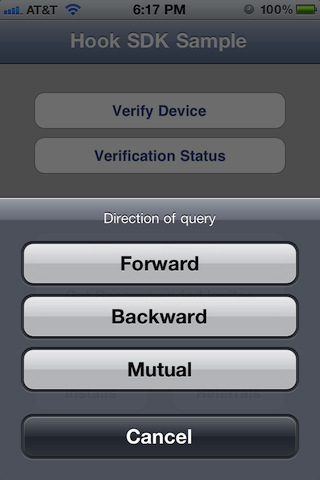 AT&T 6:17 PM 100%
Hook SDK Sample
Verify Device
Verification Status
Direction of query
Forward
Backward
Mutual
Cancel